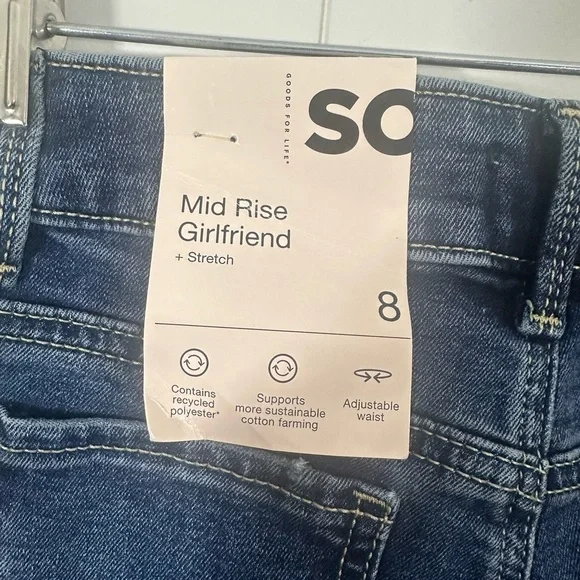 GOODS FOR LIFE*
SO
Mid Rise
Girlfriend
+ Stretch
8
Contains
recycled
polyester*
Supports
more sustainable
cotton farming
Adjustable
waist